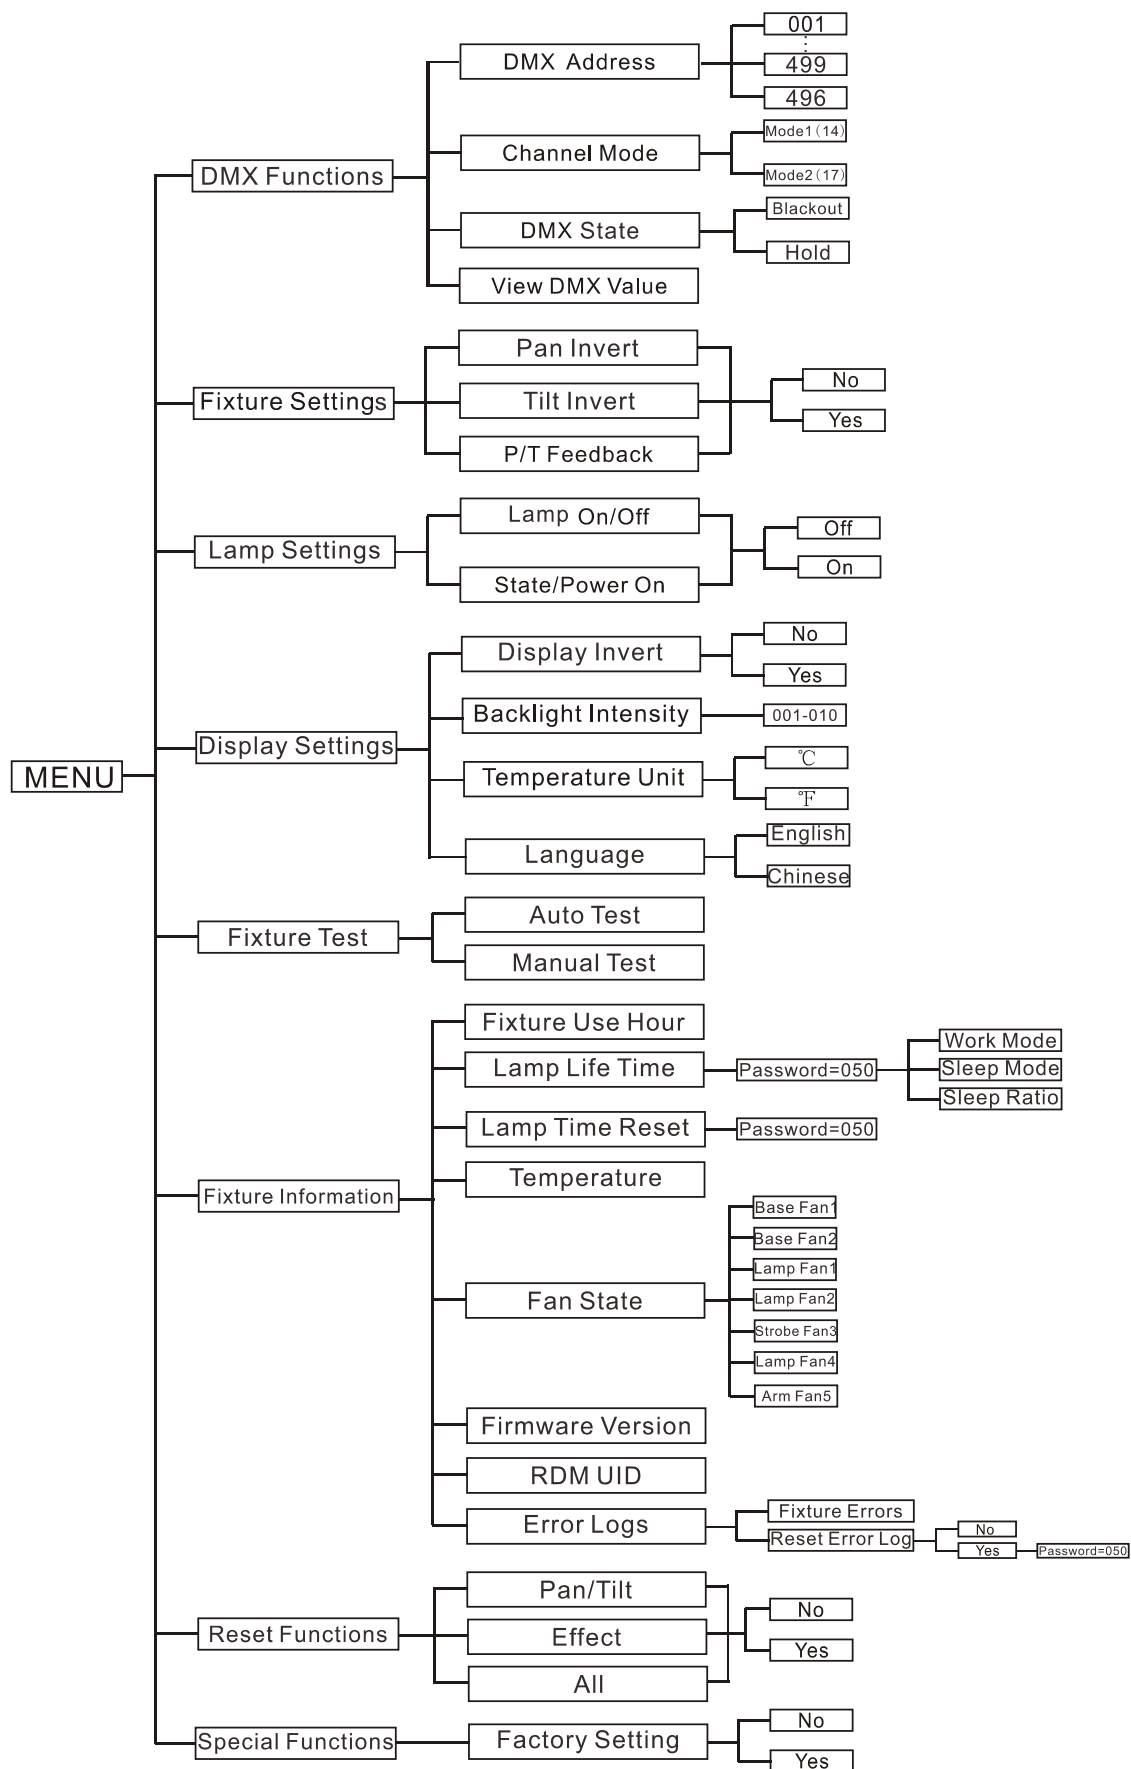 001
499
496
DMX Address
Mode1(14)
Mode2(17)
Channel Mode
DMX Functions
Blackout
Hold
DMX State
View DMX Value
Pan Invert
No
Yes
Fixture Settings
Tilt Invert
P/T Feedback
Lamp On/Off
Off
On
Lamp Settings
State/Power On
No
Yes
Display Invert
Backlight Intensity
001-010
Display Settings
MENU
Temperature Unit
℃
℉
Language
English
Chinese
Auto Test
Fixture Test
Manual Test
Fixture Use Hour
Lamp Life Time
Password=050
Work Mode
Sleep Mode
Sleep Ratio
Lamp Time Reset
Password=050
Temperature
Fixture Information
Base Fan1
Base Fan2
Lamp Fan1
Lamp Fan2
Strobe Fan3
Lamp Fan4
Arm Fan5
Fan State
Firmware Version
RDM UID
Error Logs
Fixture Errors
Reset Error Log
No
Yes
Password=050
Pan/Tilt
No
Yes
Reset Functions
Effect
All
Special Functions
Factory Setting
No
Yes